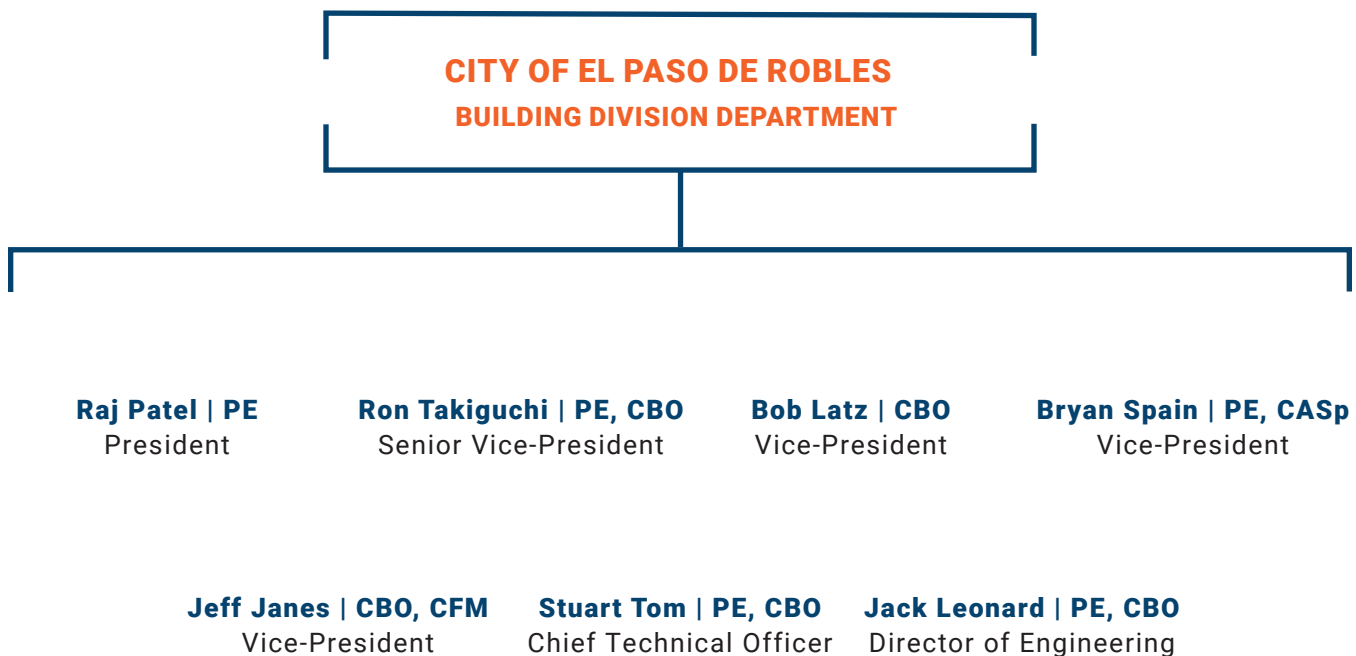 CITY OF EL PASO DE ROBLES
BUILDING DIVISION DEPARTMENT
Raj Patel | PE
President
Ron Takiguchi | PE, CBO
Senior Vice-President
Bob Latz | CBO
Vice-President
Bryan Spain | PE, CASp
Vice-President
Jeff Janes | CBO, CFM
Vice-President
Stuart Tom | PE, CBO
Chief Technical Officer
Jack Leonard | PE, CBO
Director of Engineering